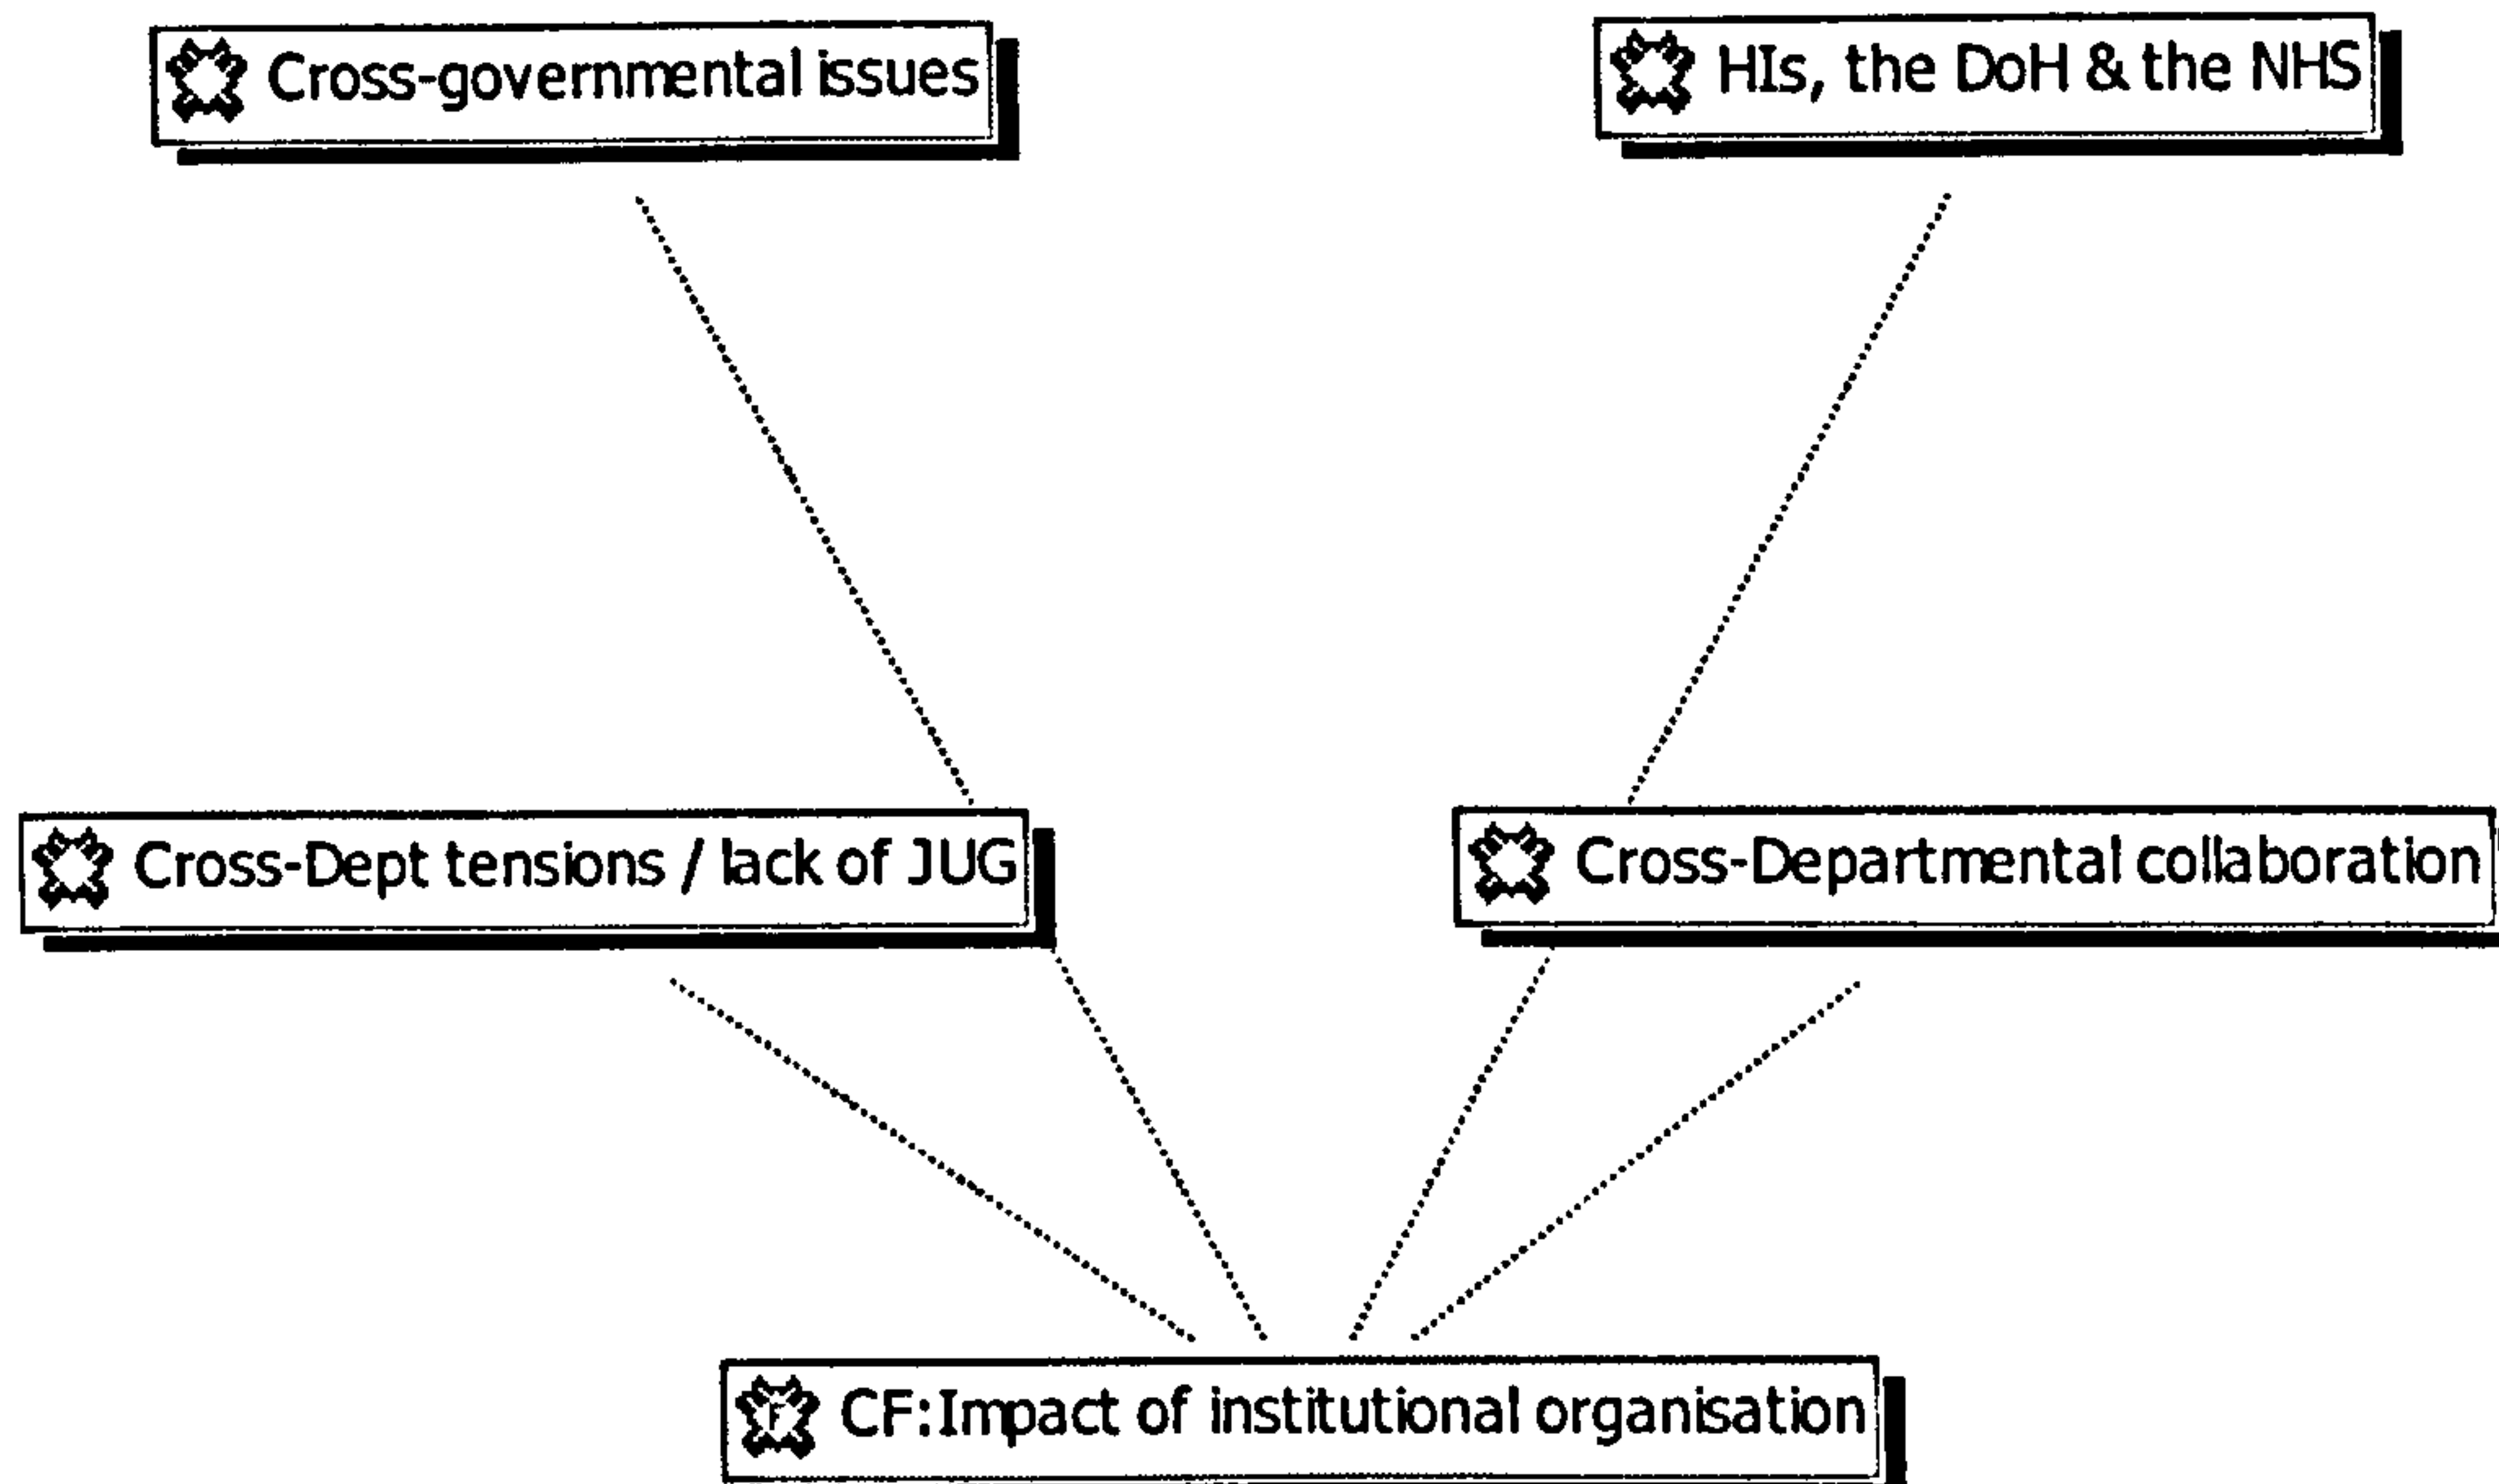 Cross-governmental issues
HIs, the DoH & the NHS
Cross-Dept tensions / lack of JUG
Cross-Departmental collaboration
F
CF:Impact of institutional organisation